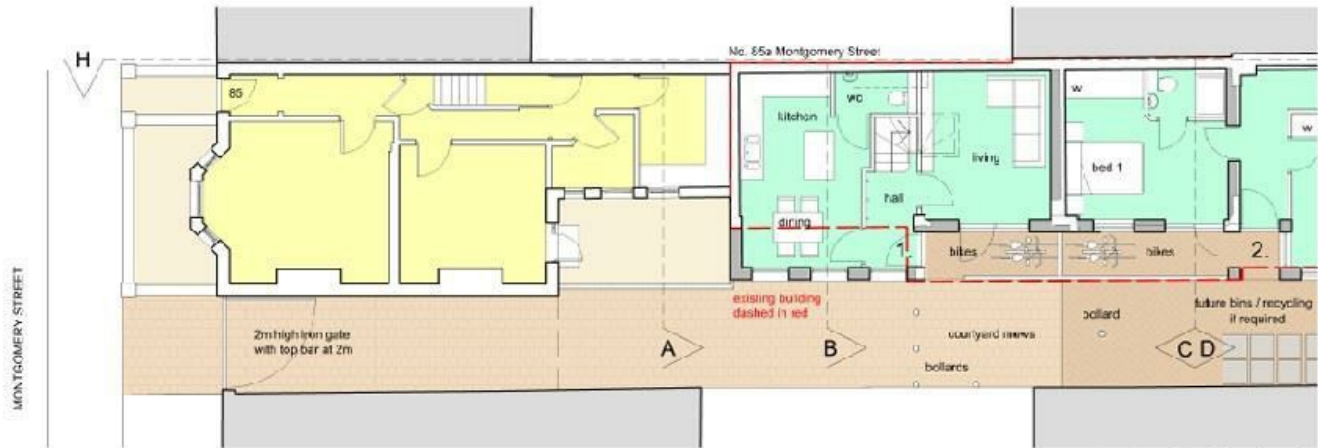 No. 85a Montgomery Street
H
85
kitchen
wc
living
w
bed 1
w
hall
dining
1.
bikes
bikes
2.
existing building
dashed in red
MONTGOMERY STREET
2m high iron gate
with top bar at 2m
A
B
courtyard mews
bollards
bollard
C D
future bins / recycling
if required